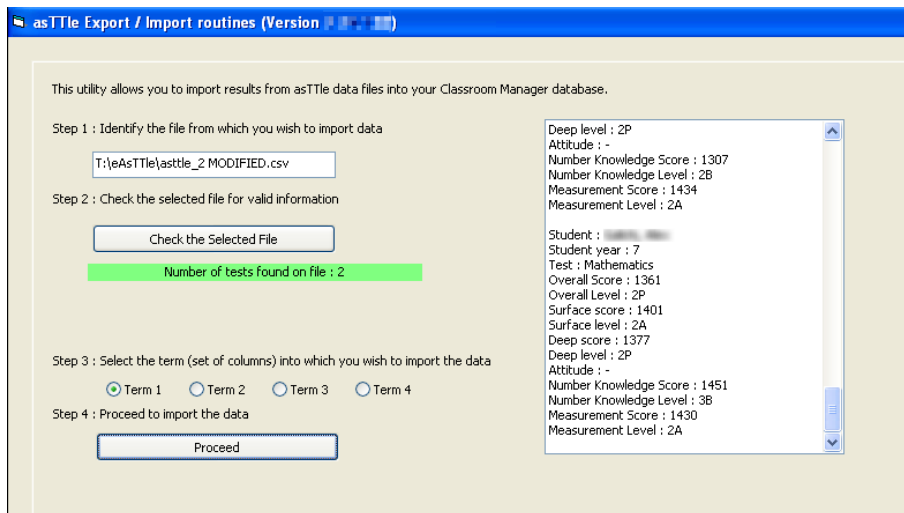 asTTle Export / Import routines (Version )
This utility allows you to import results from asTTle data files into your Classroom Manager database.
Step 1 : Identify the file from which you wish to import data
T:\eAsTTle\asttle_2 MODIFIED.csv
Step 2 : Check the selected file for valid information
Check the Selected File
Number of tests found on file : 2
Step 3 : Select the term (set of columns) into which you wish to import the data
Term 1 Term 2 Term 3 Term 4
Step 4 : Proceed to import the data
Proceed
Deep level : 2P
Attitude : -
Number Knowledge Score : 1307
Number Knowledge Level : 2B
Measurement Score : 1434
Measurement Level : 2A
Student :
Student year : 7
Test : Mathematics
Overall Score : 1361
Overall Level : 2P
Surface score : 1401
Surface level : 2A
Deep score : 1377
Deep level : 2P
Attitude : -
Number Knowledge Score : 1451
Number Knowledge Level : 3B
Measurement Score : 1430
Measurement Level : 2A